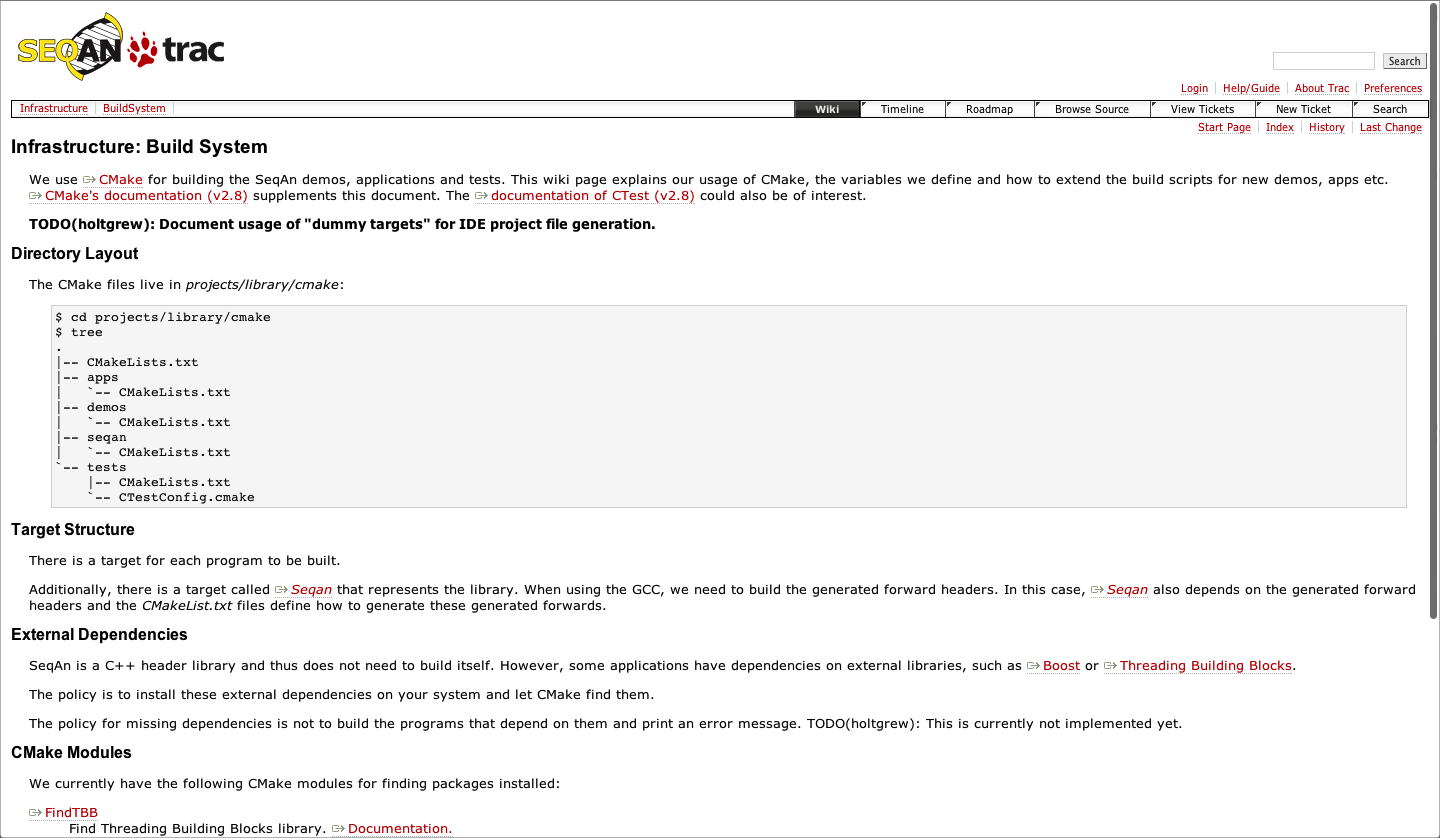 SEQAN trac
Search
Login Help/Guide About Trac Preferences
Infrastructure BuildSystem Wiki Timeline Roadmap Browse Source View Tickets New Ticket Search
Start Page Index History Last Change
Infrastructure: Build System
We use CMake for building the SeqAn demos, applications and tests. This wiki page explains our usage of CMake, the variables we define and how to extend the build scripts for new demos, apps etc.
CMake's documentation (v2.8) supplements this document. The documentation of CTest (v2.8) could also be of interest.
TODO(holtgrew): Document usage of "dummy targets" for IDE project file generation.
Directory Layout
The CMake files live in projects/library/cmake:
$ cd projects/library/cmake
$ tree
.
|-- CMakeLists.txt
|-- apps
|   `-- CMakeLists.txt
|-- demos
|   `-- CMakeLists.txt
|-- seqan
|   `-- CMakeLists.txt
`-- tests
    |-- CMakeLists.txt
    `-- CTestConfig.cmake
Target Structure
There is a target for each program to be built.
Additionally, there is a target called Seqan that represents the library. When using the GCC, we need to build the generated forward headers. In this case, Seqan also depends on the generated forward
headers and the CMakeList.txt files define how to generate these generated forwards.
External Dependencies
SeqAn is a C++ header library and thus does not need to build itself. However, some applications have dependencies on external libraries, such as Boost or Threading Building Blocks.
The policy is to install these external dependencies on your system and let CMake find them.
The policy for missing dependencies is not to build the programs that depend on them and print an error message. TODO(holtgrew): This is currently not implemented yet.
CMake Modules
We currently have the following CMake modules for finding packages installed:
FindTBB
Find Threading Building Blocks library. Documentation.